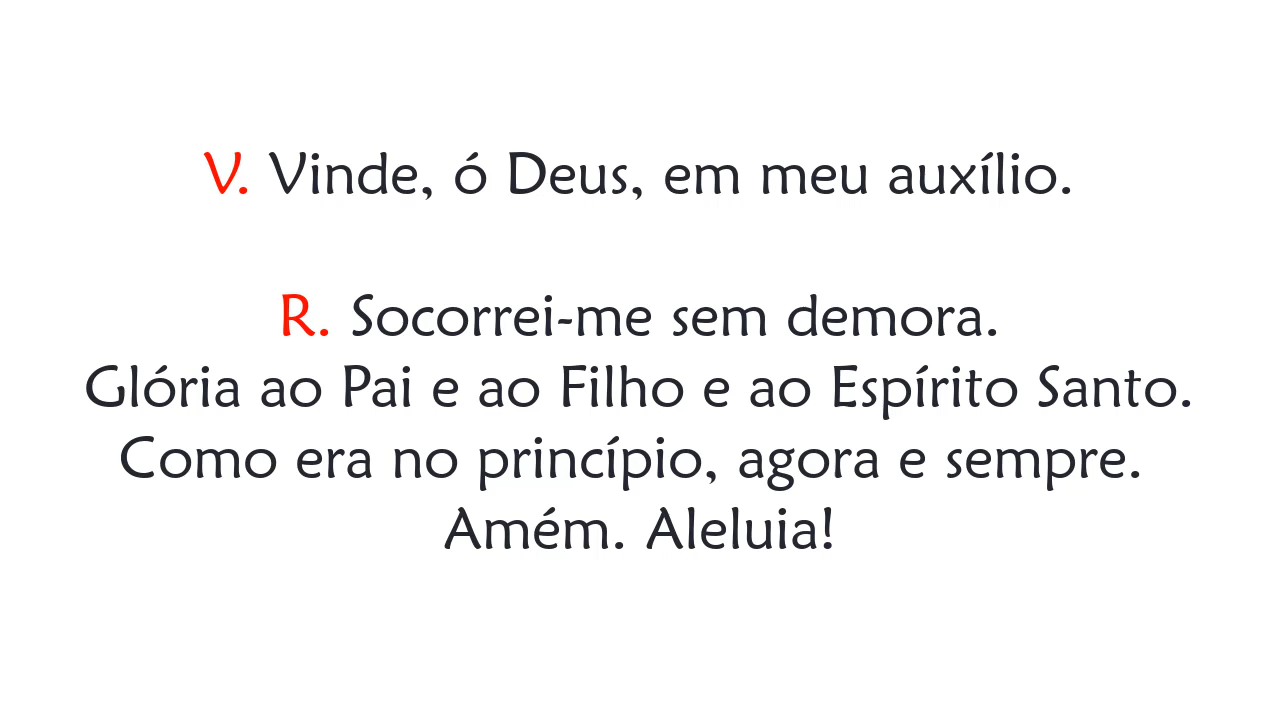 V. Vinde, ó Deus, em meu auxílio.
R. Socorrei-me sem demora.
Glória ao Pai e ao Filho e ao Espírito Santo.
Como era no princípio, agora e sempre.
Amém. Aleluia!